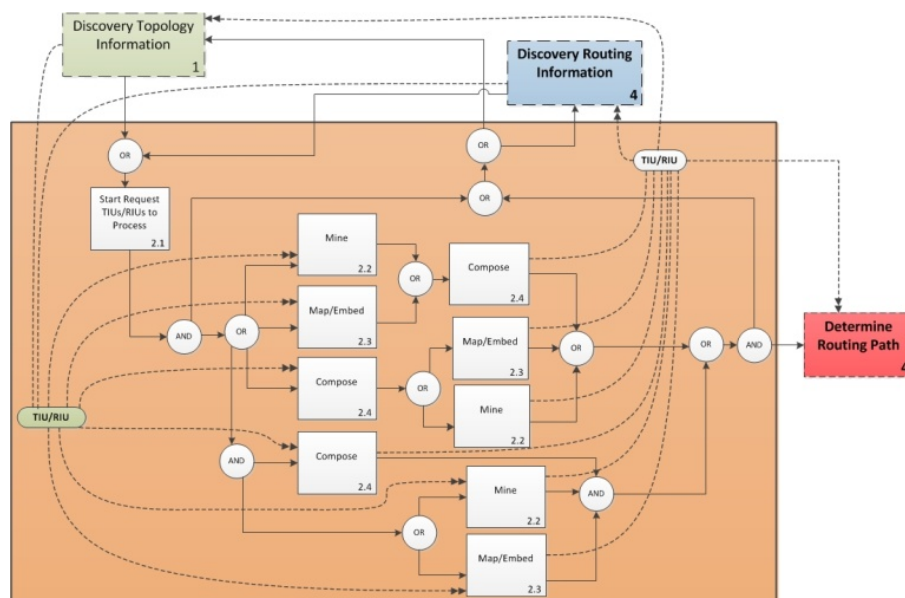 Discovery Topology
Information
1
Discovery Routing
Information
4
OR
OR
TIU/RIU
Start Request
TIUs/RIUs to
Process
2.1
OR
Mine
2.2
Compose
2.4
OR
Map/Embed
2.3
AND
OR
Map/Embed
2.3
OR
OR
AND
Determine
Routing Path
Compose
2.4
OR
Mine
2.2
TIU/RIU
Compose
2.4
AND
Mine
2.2
AND
OR
Map/Embed
2.3